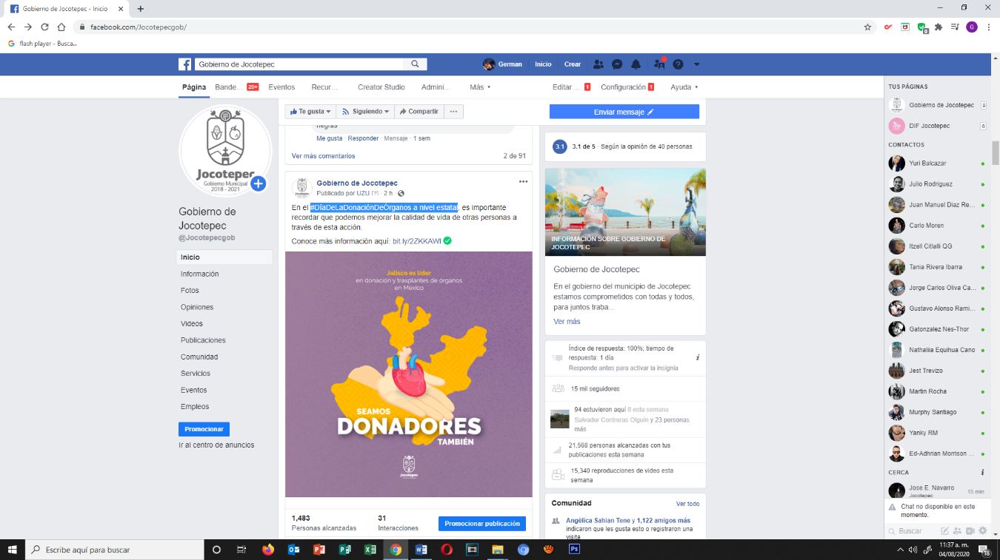 Gobierno de Jocotepec - Inicio
facebook.com/Jocotepecgob/
G
flash player - Busca...
Gobierno de Jocotepec
German
Inicio
Crear
Página
Bande... 20+
Eventos
Recur...
Creator Studio
Admini...
Más
Editar ... 1
Configuración 1
Ayuda
Te gusta
Siguiendo
Compartir
Enviar mensaje
Jocotepec
Gobierno Municipal
2018 - 2021
Gobierno de
Jocotepec
@Jocotepecgob
Inicio
Información
Fotos
Opiniones
Videos
Publicaciones
Comunidad
Servicios
Eventos
Empleos
Promocionar
Ir al centro de anuncios
negras
Me gusta · Responder · Mensaje · 1 sem
Ver más comentarios
2 de 91
Gobierno de Jocotepec
Publicado por UZU [?] · 2 h ·
En el #DíaDeLaDonaciónDeÓrganos a nivel estatal, es importante
recordar que podemos mejorar la calidad de vida de otras personas a
través de esta acción.
Conoce más información aquí: bit.ly/2ZKKAWI
Jalisco es líder
en donación y trasplantes de órganos
en México
SEAMOS
DONADORES
TAMBIÉN
Jocotepec
1,483
Personas alcanzadas
31
Interacciones
Promocionar publicación
3.1
3.1 de 5 · Según la opinión de 40 personas
INFORMACIÓN SOBRE GOBIERNO DE
JOCOTEPEC
Gobierno de Jocotepec
En el gobierno del municipio de Jocotepec
estamos comprometidos con todas y todos,
para juntos traba...
Ver más
Índice de respuesta: 100%; tiempo de
respuesta: 1 día
Responde antes para activar la insignia
15 mil seguidores
94 estuvieron aquí 0 esta semana
Salvador Contreras Olguin y 23 personas
más
21,568 personas alcanzadas con tus
publicaciones esta semana
15,340 reproducciones de video esta
semana
Comunidad
Ver todo
Angélica Sahian Tene y 1,122 amigos más
indicaron que les gusta esto o registraron una
visita
TUS PÁGINAS
Gobierno de Jocotepec 9
DIF Jocotepec 6
CONTACTOS
Yuri Balcazar
Julio Rodriguez
Juan Manuel Diaz Re...
Carlo Moren
Itzell Citlalli QG
Tania Rivera Ibarra
Jorge Carlos Oliva Ca...
Gustavo Alonso Rami...
Gatonzalez Nes-Thor
Nathaliia Equihua Cano
Jest Trevizo
Martin Rocha
Murphy Santiago
Yanky RM
Ed-Adhrian Morrison ...
CERCA
Jose E. Navarro
Jocotepec
15 min
Chat no disponible en este
momento.
Buscar
Escribe aquí para buscar
11:37 a. m.
04/08/2020
18